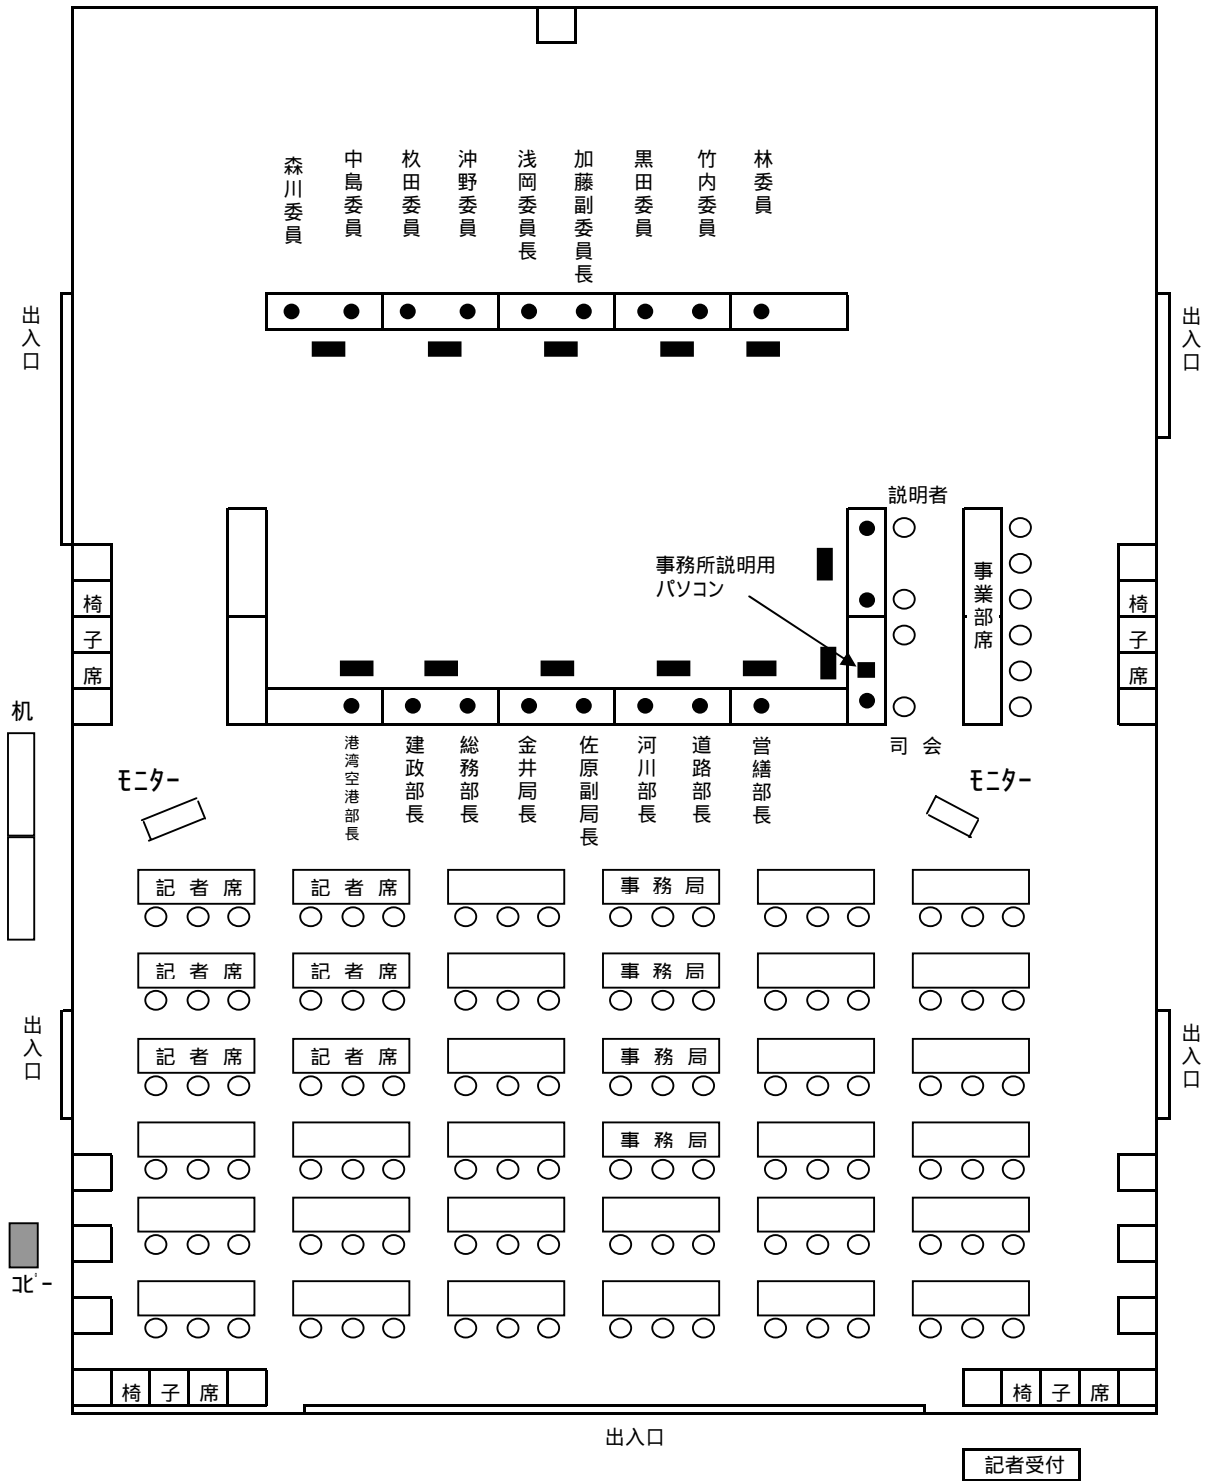 森川委員
中島委員
杦田委員
沖野委員
浅岡委員長
加藤副委員長
黒田委員
竹内委員
林委員
出入口
出入口
説明者
事務所説明用
パソコン
事業部席
椅子席
椅子席
机
港湾空港部長
建政部長
総務部長
金井局長
佐原副局長
河川部長
道路部長
営繕部長
司 会
モニター
モニター
記 者 席
記 者 席
事 務 局
記 者 席
記 者 席
事 務 局
出入口
出入口
記 者 席
記 者 席
事 務 局
事 務 局
コピー
椅 子 席
椅 子 席
出入口
記者受付